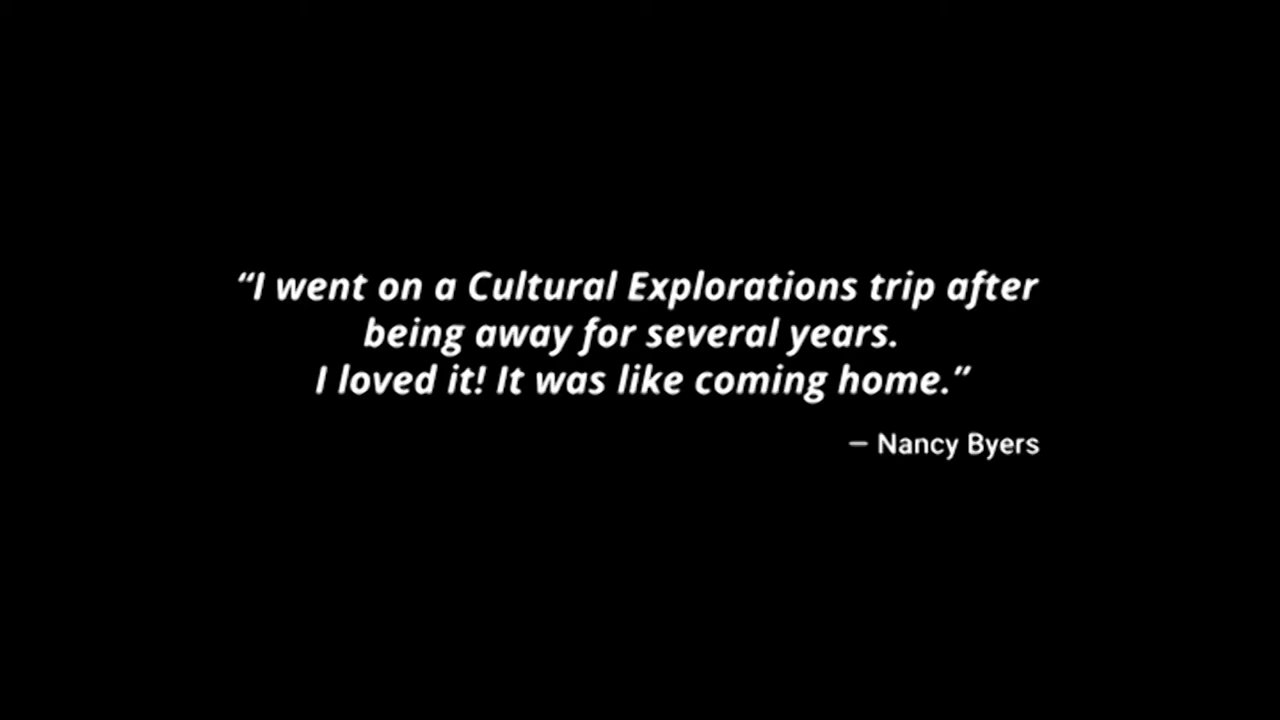 “I went on a Cultural Explorations trip after
being away for several years.
I loved it! It was like coming home.”
— Nancy Byers